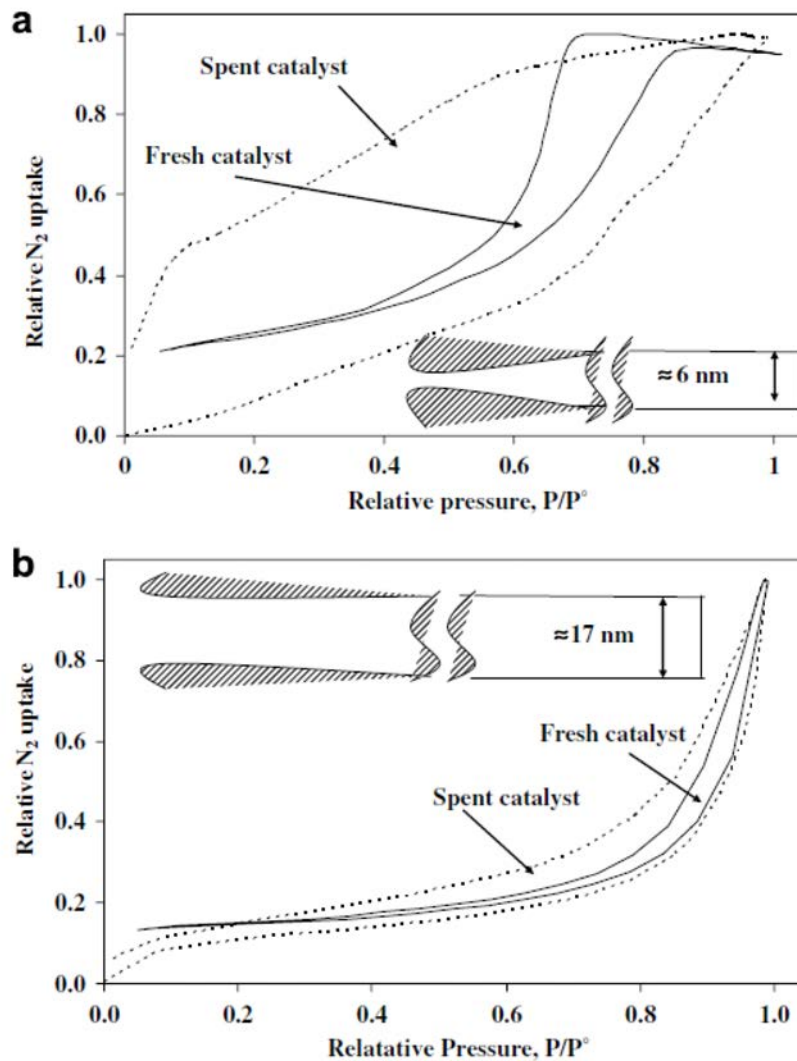 a
1.0
0.8
0.6
0.4
0.2
0.0
Relative N₂ uptake
Spent catalyst
Fresh catalyst
≈6 nm
0
0.2
0.4
0.6
0.8
1
Relative pressure, P/P°
b
1.0
0.8
0.6
0.4
0.2
0.0
Relative N₂ uptake
≈17 nm
Fresh catalyst
Spent catalyst
0.0
0.2
0.4
0.6
0.8
1.0
Relatative Pressure, P/P°